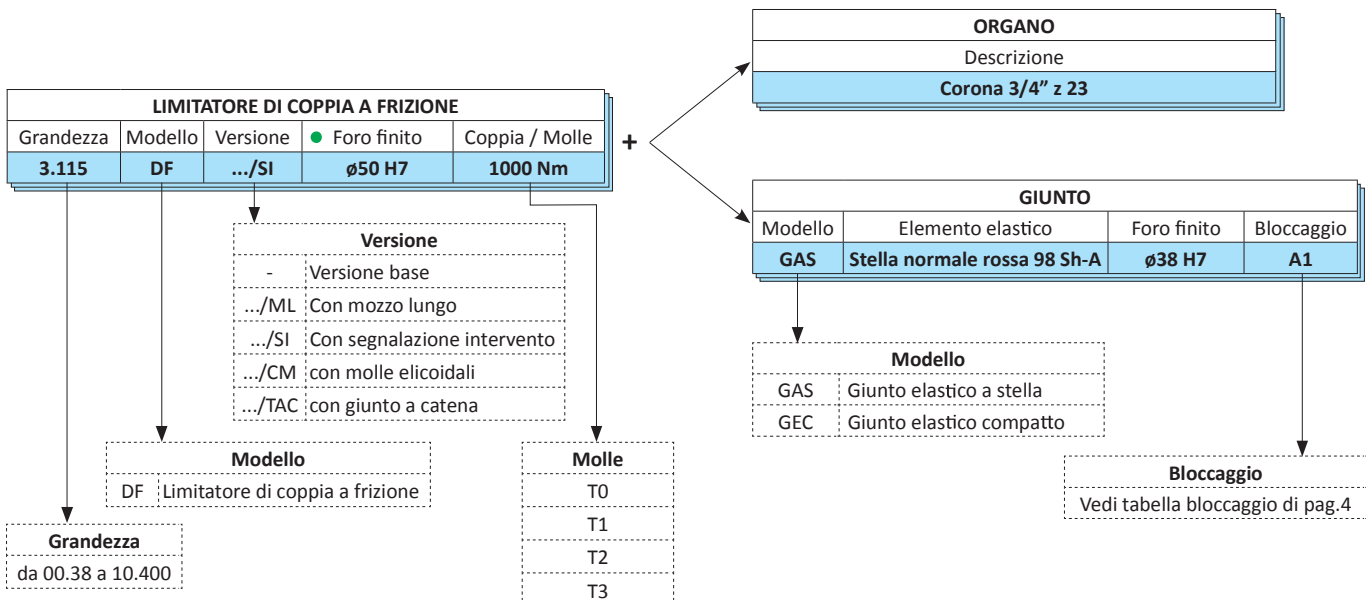 ORGANO
Descrizione
Corona 3/4” z 23
LIMITATORE DI COPPIA A FRIZIONE
Grandezza Modello Versione Foro finito Coppia / Molle
3.115 DF .../SI ø50 H7 1000 Nm
+
GIUNTO
Modello Elemento elastico Foro finito Bloccaggio
GAS Stella normale rossa 98 Sh-A ø38 H7 A1
Versione
- Versione base
.../ML Con mozzo lungo
.../SI Con segnalazione intervento
.../CM con molle elicoidali
.../TAC con giunto a catena
Modello
GAS Giunto elastico a stella
GEC Giunto elastico compatto
Modello
DF Limitatore di coppia a frizione
Molle
T0
T1
T2
T3
Bloccaggio
Vedi tabella bloccaggio di pag.4
Grandezza
da 00.38 a 10.400